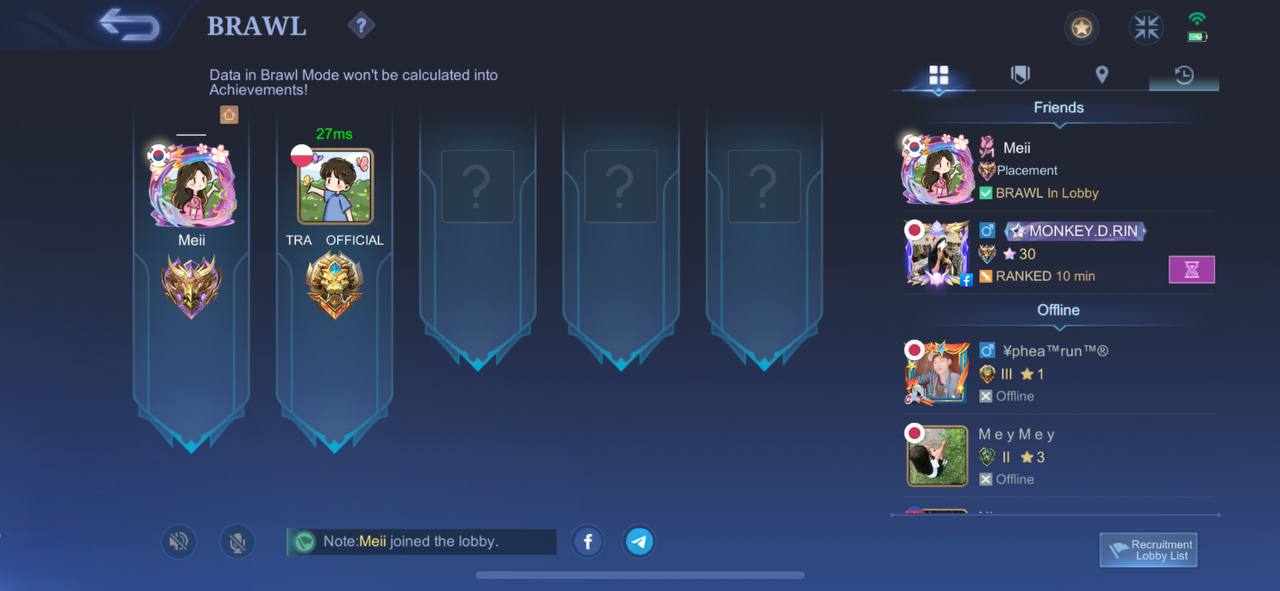 BRAWL
?
Data in Brawl Mode won't be calculated into
Achievements!
27ms
Meii
TRA OFFICIAL
?
?
?
Note:Meii joined the lobby.
Friends
Meii
Placement
BRAWL In Lobby
MONKEY.D.RIN
30
RANKED 10 min
Offline
¥phea™run™®
III 1
Offline
M e y M e y
II 3
Offline
Recruitment
Lobby List